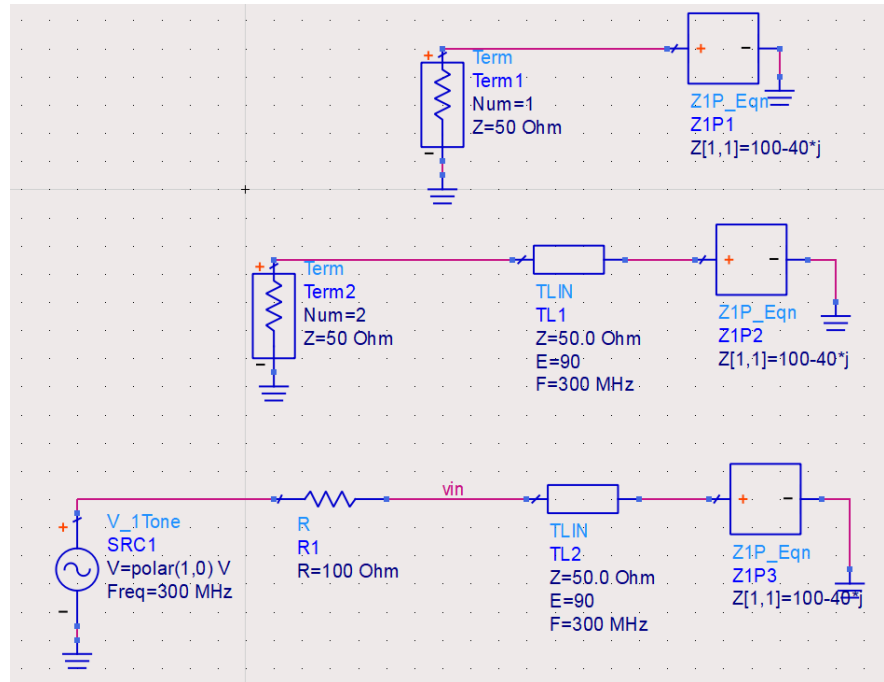 Term
Term1
Num=1
Z=50 Ohm
Z1P_Eqn
Z1P1
Z[1,1]=100-40*j
Term
Term2
Num=2
Z=50 Ohm
TLIN
TL1
Z=50.0 Ohm
E=90
F=300 MHz
Z1P_Eqn
Z1P2
Z[1,1]=100-40*j
V_1Tone
SRC1
V=polar(1,0) V
Freq=300 MHz
R
R1
R=100 Ohm
vin
TLIN
TL2
Z=50.0 Ohm
E=90
F=300 MHz
Z1P_Eqn
Z1P3
Z[1,1]=100-40*j